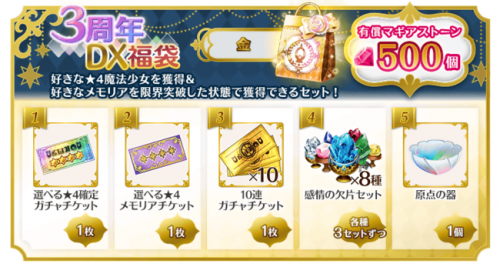 3周年
DX福袋
金
有償マギアストーン
500個
好きな★4魔法少女を獲得&
好きなメモリアを限界突破した状態で獲得できるセット!
1
選べる★4確定
ガチャチケット
1枚
2
選べる★4
メモリアチケット
1枚
3
×10
10連
ガチャチケット
1枚
4
×8種
感情の欠片セット
各種
3セットずつ
5
原点の器
1個